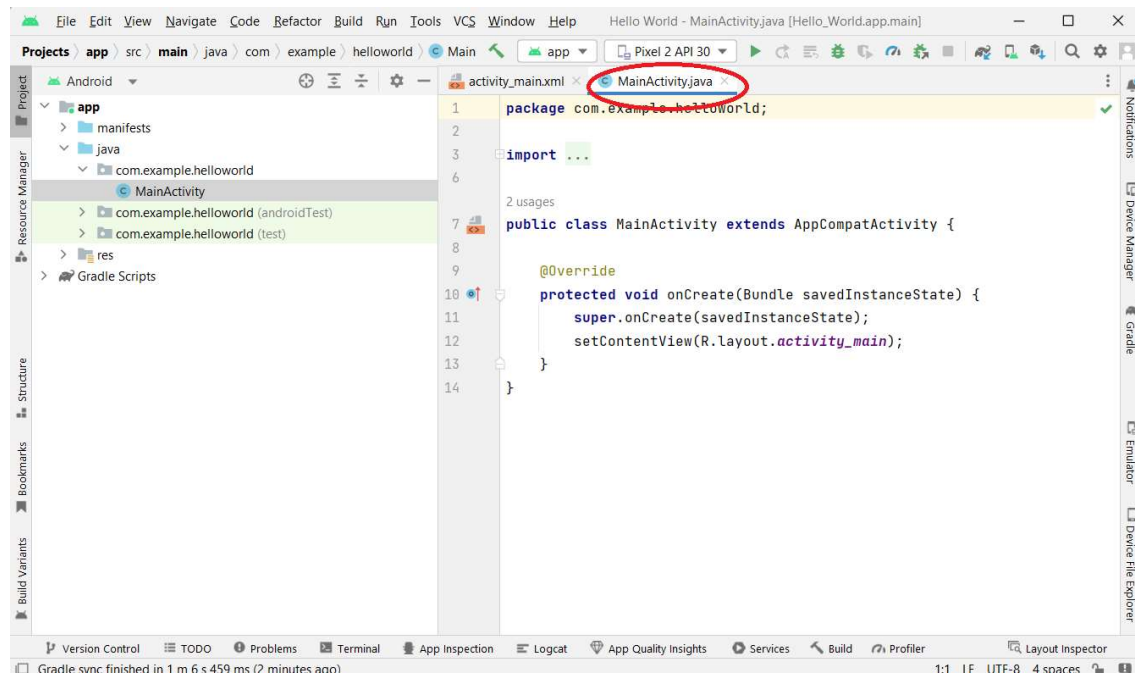 File Edit View Navigate Code Refactor Build Run Tools VCS Window Help Hello World - MainActivity.java [Hello_World.app.main]
Projects app src main java com example helloworld Main app Pixel 2 API 30
Project
Resource Manager
Structure
Bookmarks
Build Variants
Android
app
manifests
java
com.example.helloworld
MainActivity
com.example.helloworld (androidTest)
com.example.helloworld (test)
res
Gradle Scripts
activity_main.xml MainActivity.java
1 package com.example.helloworld;
2
3 import ...
6
2 usages
7 public class MainActivity extends AppCompatActivity {
8
9 @Override
10 protected void onCreate(Bundle savedInstanceState) {
11 super.onCreate(savedInstanceState);
12 setContentView(R.layout.activity_main);
13 }
14 }
Notifications
Device Manager
Gradle
Emulator
Device File Explorer
Version Control TODO Problems Terminal App Inspection Logcat App Quality Insights Services Build Profiler Layout Inspector
Gradle sync finished in 1 m 6 s 459 ms (2 minutes ago) 1:1 LF UTF-8 4 spaces